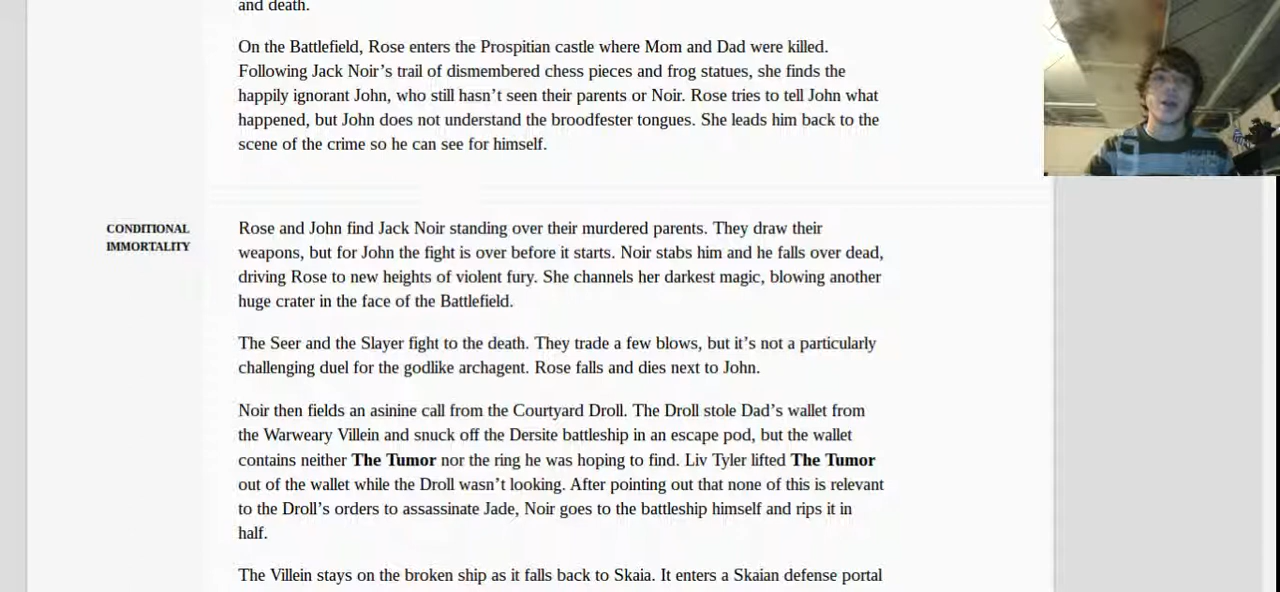 and death.
On the Battlefield, Rose enters the Prospitian castle where Mom and Dad were killed.
Following Jack Noir’s trail of dismembered chess pieces and frog statues, she finds the
happily ignorant John, who still hasn’t seen their parents or Noir. Rose tries to tell John what
happened, but John does not understand the broodfester tongues. She leads him back to the
scene of the crime so he can see for himself.
CONDITIONAL
IMMORTALITY
Rose and John find Jack Noir standing over their murdered parents. They draw their
weapons, but for John the fight is over before it starts. Noir stabs him and he falls over dead,
driving Rose to new heights of violent fury. She channels her darkest magic, blowing another
huge crater in the face of the Battlefield.
The Seer and the Slayer fight to the death. They trade a few blows, but it’s not a particularly
challenging duel for the godlike archagent. Rose falls and dies next to John.
Noir then fields an asinine call from the Courtyard Droll. The Droll stole Dad’s wallet from
the Warweary Villein and snuck off the Dersite battleship in an escape pod, but the wallet
contains neither The Tumor nor the ring he was hoping to find. Liv Tyler lifted The Tumor
out of the wallet while the Droll wasn’t looking. After pointing out that none of this is relevant
to the Droll’s orders to assassinate Jade, Noir goes to the battleship himself and rips it in
half.
The Villein stays on the broken ship as it falls back to Skaia. It enters a Skaian defense portal